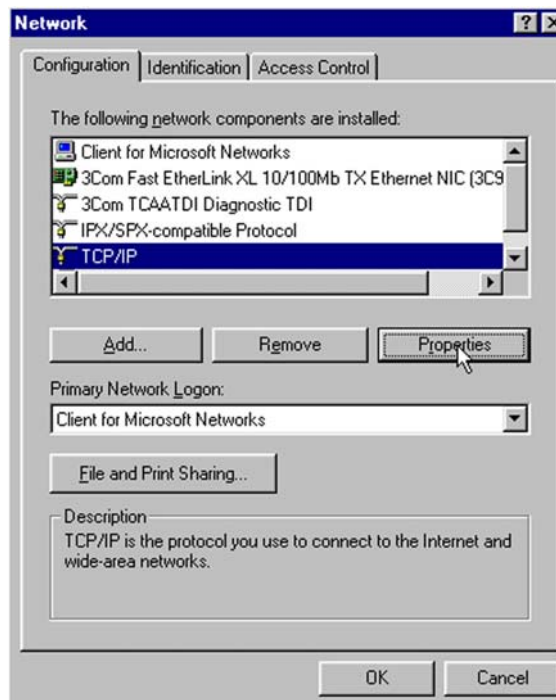 Network
Configuration Identification Access Control
The following network components are installed:
Client for Microsoft Networks
3Com Fast EtherLink XL 10/100Mb TX Ethernet NIC (3C9
3Com TCAATDI Diagnostic TDI
IPX/SPX-compatible Protocol
TCP/IP
Add... Remove Properties
Primary Network Logon:
Client for Microsoft Networks
File and Print Sharing...
Description
TCP/IP is the protocol you use to connect to the Internet and
wide-area networks.
OK Cancel